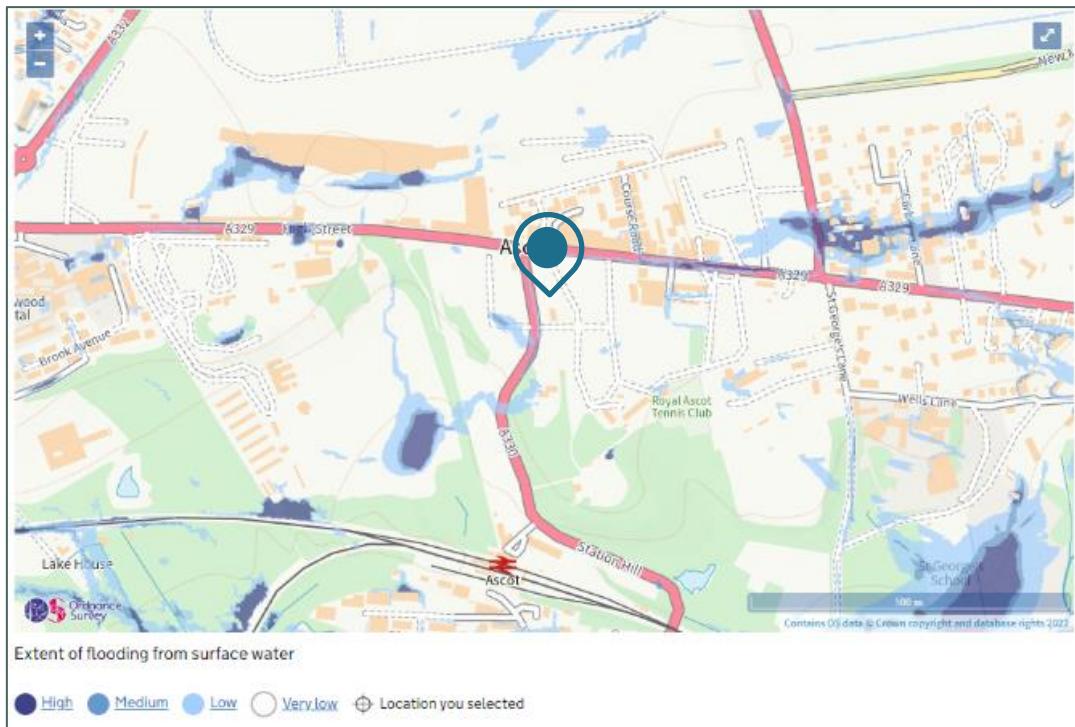 +
−
A332
New
A329
High Street
Course Road
A329
A329
Brook Avenue
St George's Lane
Wells Lane
Royal Ascot
Tennis Club
A330
Lake House
Ascot
Station Hill
St George's
School
Ordnance
Survey
Contains OS data © Crown copyright and database rights 2022
Extent of flooding from surface water
High Medium Low Very low Location you selected